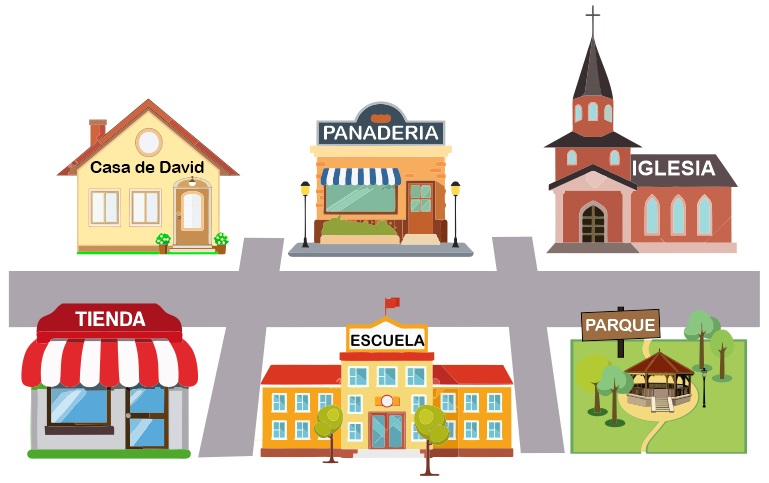 Casa de David
PANADERIA
IGLESIA
TIENDA
ESCUELA
PARQUE